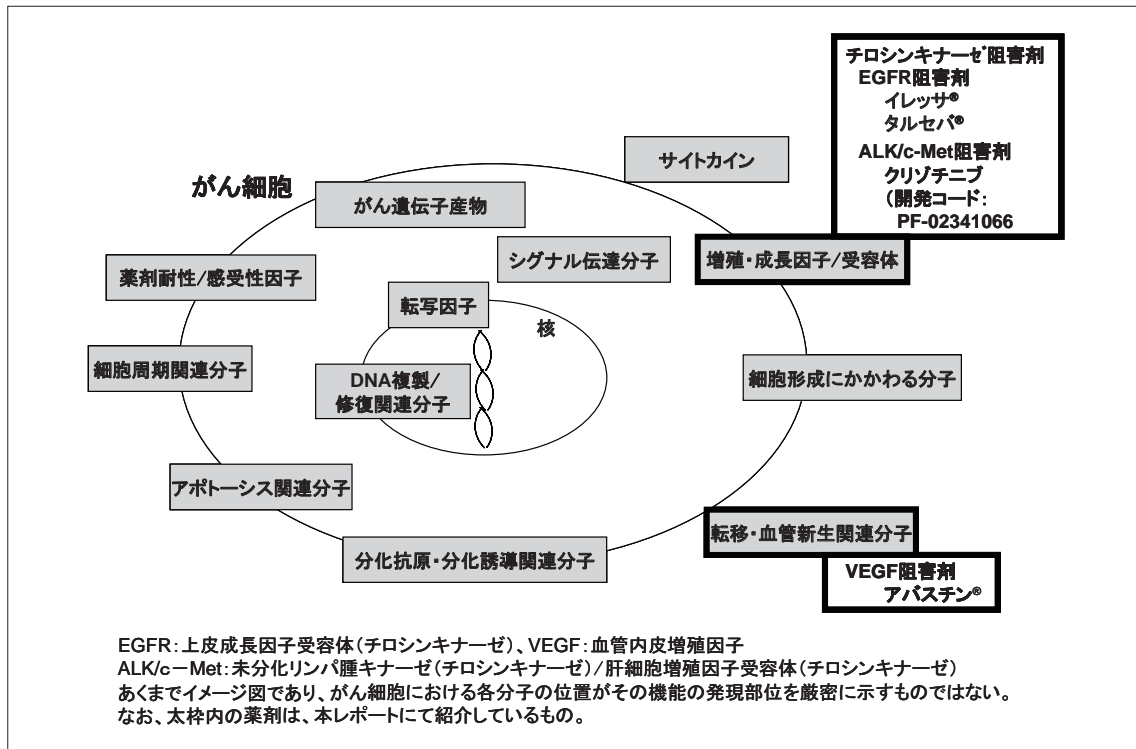 チロシンキナーゼ阻害剤
EGFR阻害剤
イレッサ®
タルセバ®
ALK/c-Met阻害剤
クリゾチニブ
(開発コード:
PF-02341066
サイトカイン
がん細胞
がん遺伝子産物
シグナル伝達分子
増殖・成長因子/受容体
薬剤耐性/感受性因子
転写因子
核
細胞周期関連分子
DNA複製/
修復関連分子
細胞形成にかかわる分子
アポトーシス関連分子
転移・血管新生関連分子
分化抗原・分化誘導関連分子
VEGF阻害剤
アバスチン®
EGFR:上皮成長因子受容体(チロシンキナーゼ)、VEGF:血管内皮増殖因子
ALK/c−Met:未分化リンパ腫キナーゼ(チロシンキナーゼ)/肝細胞増殖因子受容体(チロシンキナーゼ)
あくまでイメージ図であり、がん細胞における各分子の位置がその機能の発現部位を厳密に示すものではない。
なお、太枠内の薬剤は、本レポートにて紹介しているもの。